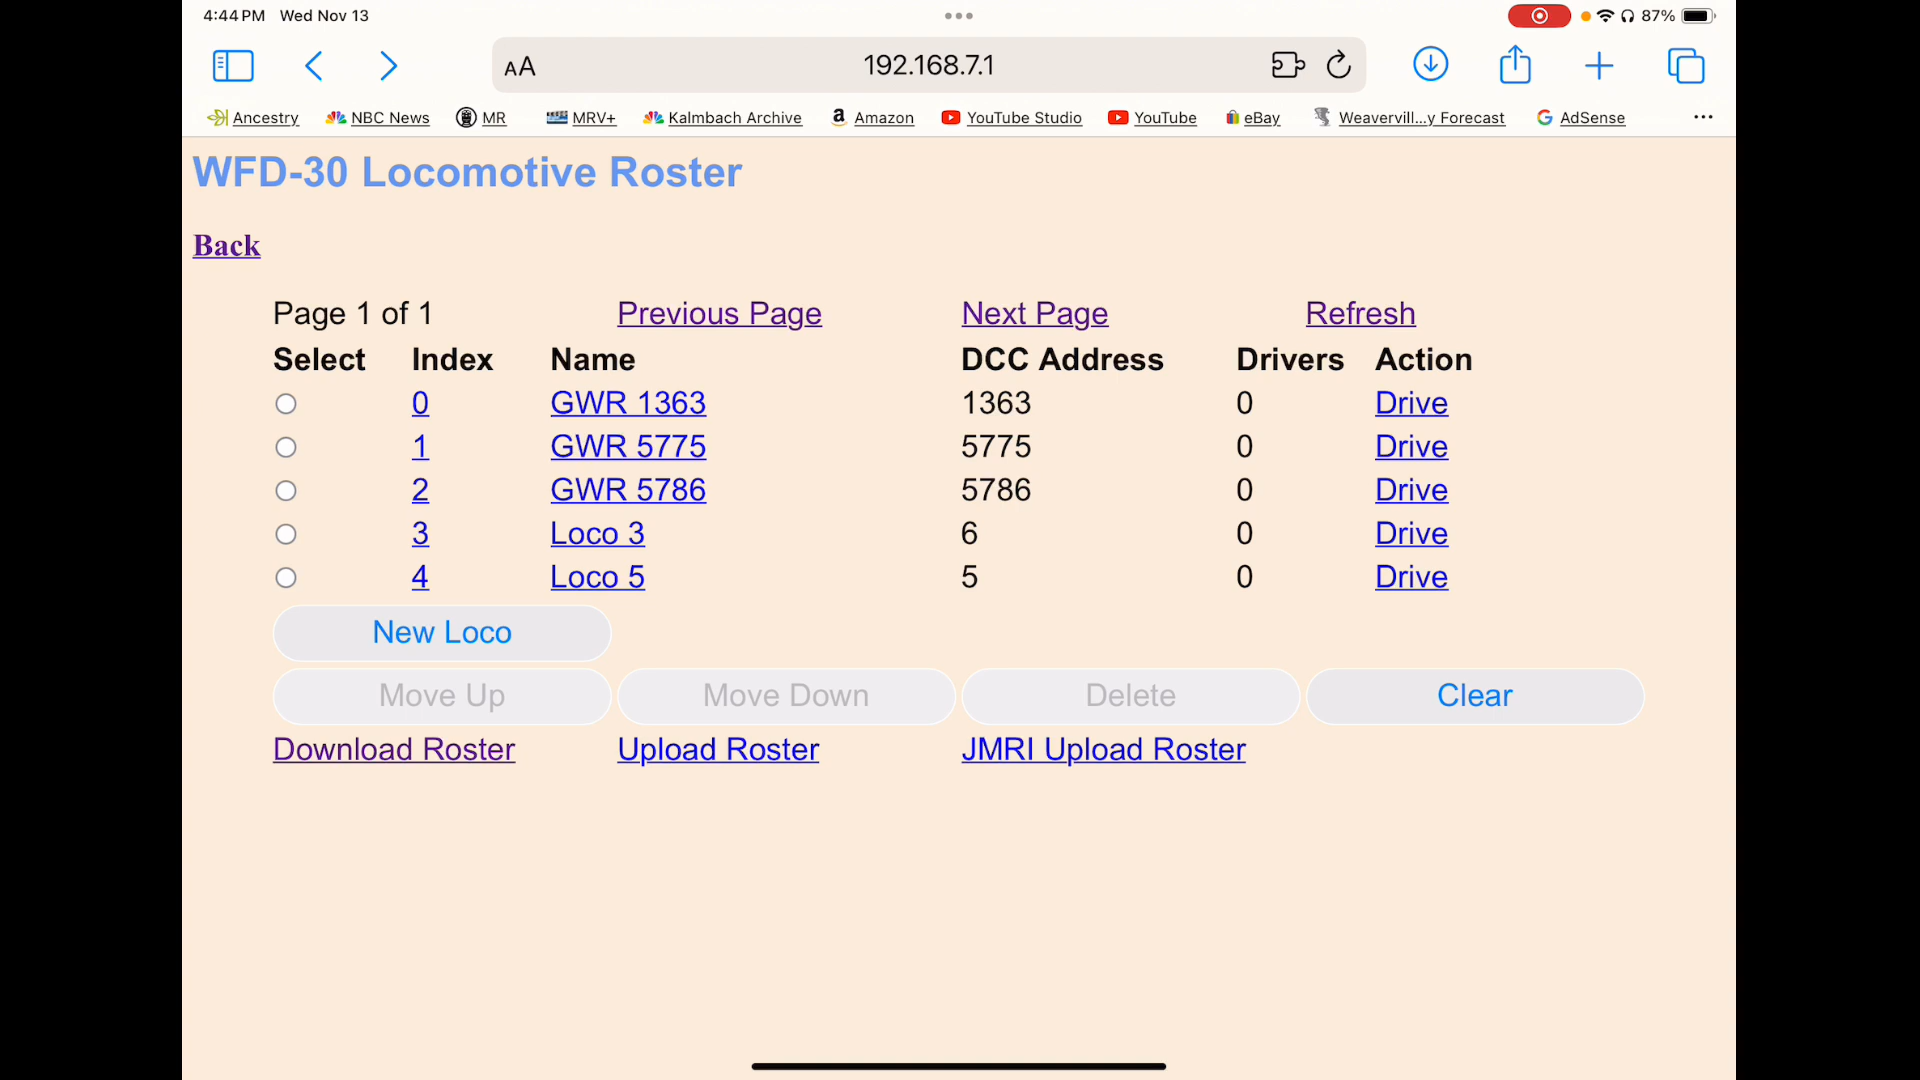 4:44 PM Wed Nov 13 87%
AA 192.168.7.1
Ancestry NBC News MR MRV+ Kalmbach Archive Amazon YouTube Studio YouTube eBay Weavervill...y Forecast AdSense
WFD-30 Locomotive Roster
Back
Page 1 of 1 Previous Page Next Page Refresh
Select Index Name DCC Address Drivers Action
0 GWR 1363 1363 0 Drive
1 GWR 5775 5775 0 Drive
2 GWR 5786 5786 0 Drive
3 Loco 3 6 0 Drive
4 Loco 5 5 0 Drive
New Loco
Move Up Move Down Delete Clear
Download Roster Upload Roster JMRI Upload Roster